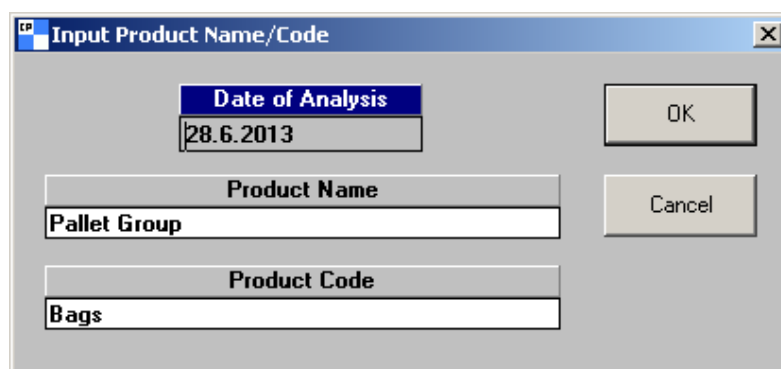 CP
Input Product Name/Code
Date of Analysis
28.6.2013
OK
Product Name
Pallet Group
Cancel
Product Code
Bags